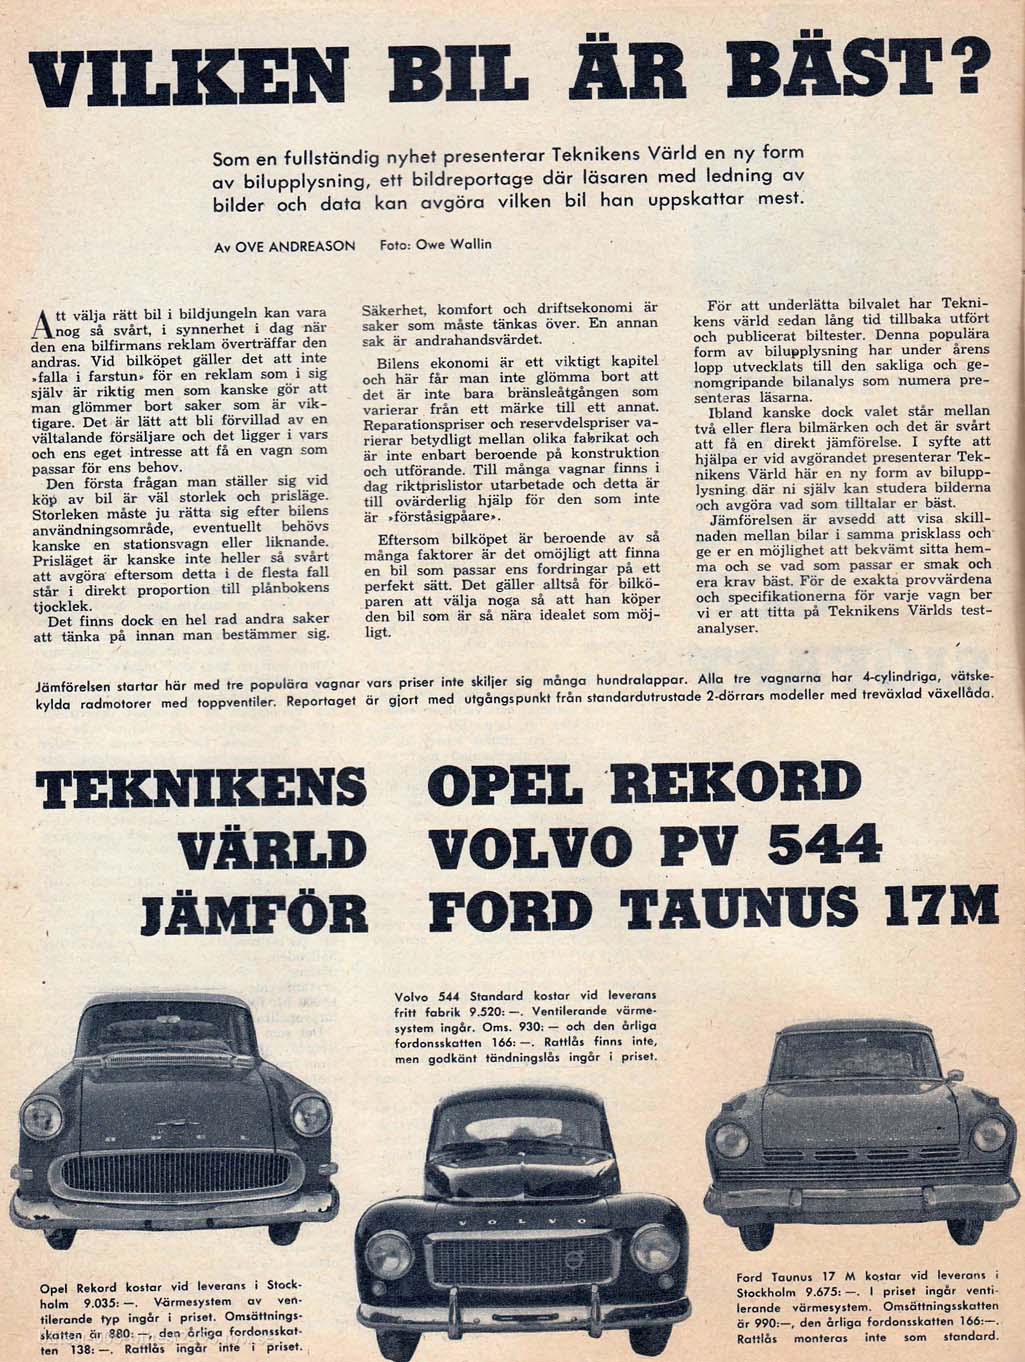 VILKEN BIL ÄR BÄST?
Som en fullständig nyhet presenterar Teknikens Värld en ny form
av bilupplysning, ett bildreportage där läsaren med ledning av
bilder och data kan avgöra vilken bil han uppskattar mest.
Av OVE ANDREASON Foto: Owe Wallin
Att välja rätt bil i bildjungeln kan vara
nog så svårt, i synnerhet i dag när
den ena bilfirmans reklam överträffar den
andras. Vid bilköpet gäller det att inte
»falla i farstun» för en reklam som i sig
själv är riktig men som kanske gör att
man glömmer bort saker som är vik-
tigare. Det är lätt att bli förvillad av en
vältalande försäljare och det ligger i vars
och ens eget intresse att få en vagn som
passar för ens behov.
Den första frågan man ställer sig vid
köp av bil är väl storlek och prisläge.
Storleken måste ju rätta sig efter bilens
användningsområde, eventuellt behövs
kanske en stationsvagn eller liknande.
Prisläget är kanske inte heller så svårt
att avgöra eftersom detta i de flesta fall
står i direkt proportion till plånbokens
tjocklek.
Det finns dock en hel rad andra saker
att tänka på innan man bestämmer sig.
Säkerhet, komfort och driftsekonomi är
saker som måste tänkas över. En annan
sak är andrahandsvärdet.
Bilens ekonomi är ett viktigt kapitel
och här får man inte glömma bort att
det är inte bara bränsleåtgången som
varierar från ett märke till ett annat.
Reparationspriser och reservdelspriser va-
rierar betydligt mellan olika fabrikat och
är inte enbart beroende på konstruktion
och utförande. Till många vagnar finns i
dag riktprislistor utarbetade och detta är
till ovärderlig hjälp för den som inte
är »förståsigpåare».
Eftersom bilköpet är beroende av så
många faktorer är det omöjligt att finna
en bil som passar ens fordringar på ett
perfekt sätt. Det gäller alltså för bilkö-
paren att välja noga så att han köper
den bil som är så nära idealet som möj-
ligt.
För att underlätta bilvalet har Tekni-
kens värld sedan lång tid tillbaka utfört
och publicerat biltester. Denna populära
form av bilupplysning har under årens
lopp utvecklats till den sakliga och ge-
nomgripande bilanalys som numera pre-
senteras läsarna.
Ibland kanske dock valet står mellan
två eller flera bilmärken och det är svårt
att få en direkt jämförelse. I syfte att
hjälpa er vid avgörandet presenterar Tek-
nikens Värld här en ny form av bilupp-
lysning där ni själv kan studera bilderna
och avgöra vad som tilltalar er bäst.
Jämförelsen är avsedd att visa skill-
naden mellan bilar i samma prisklass och
ge er en möjlighet att bekvämt sitta hem-
ma och se vad som passar er smak och
era krav bäst. För de exakta provvärdena
och specifikationerna för varje vagn ber
vi er att titta på Teknikens Världs test-
analyser.
Jämförelsen startar här med tre populära vagnar vars priser inte skiljer sig många hundralappar. Alla tre vagnarna har 4-cylindriga, vätske-
kylda radmotorer med toppventiler. Reportaget är gjort med utgångspunkt från standardutrustade 2-dörrars modeller med treväxlad växellåda.
TEKNIKENS
VÄRLD
JÄMFÖR
OPEL REKORD
VOLVO PV 544
FORD TAUNUS 17M
Volvo 544 Standard kostar vid leverans
fritt fabrik 9.520: —. Ventilerande värme-
system ingår. Oms. 930: — och den årliga
fordonsskatten 166: —. Rattlås finns inte,
men godkänt tändningslås ingår i priset.
OPEL
VOLVO
Opel Rekord kostar vid leverans i Stock-
holm 9.035: —. Värmesystem av ven-
tilerande typ ingår i priset. Omsättnings-
skatten är 880: —, den årliga fordonsskat-
ten 138: —. Rattlås ingår inte i priset.
Ford Taunus 17 M kostar vid leverans i
Stockholm 9.675: —. I priset ingår venti-
lerande värmesystem. Omsättningsskatten
är 990:—, den årliga fordonsskatten 166:—.
Rattlås monteras inte som standard.